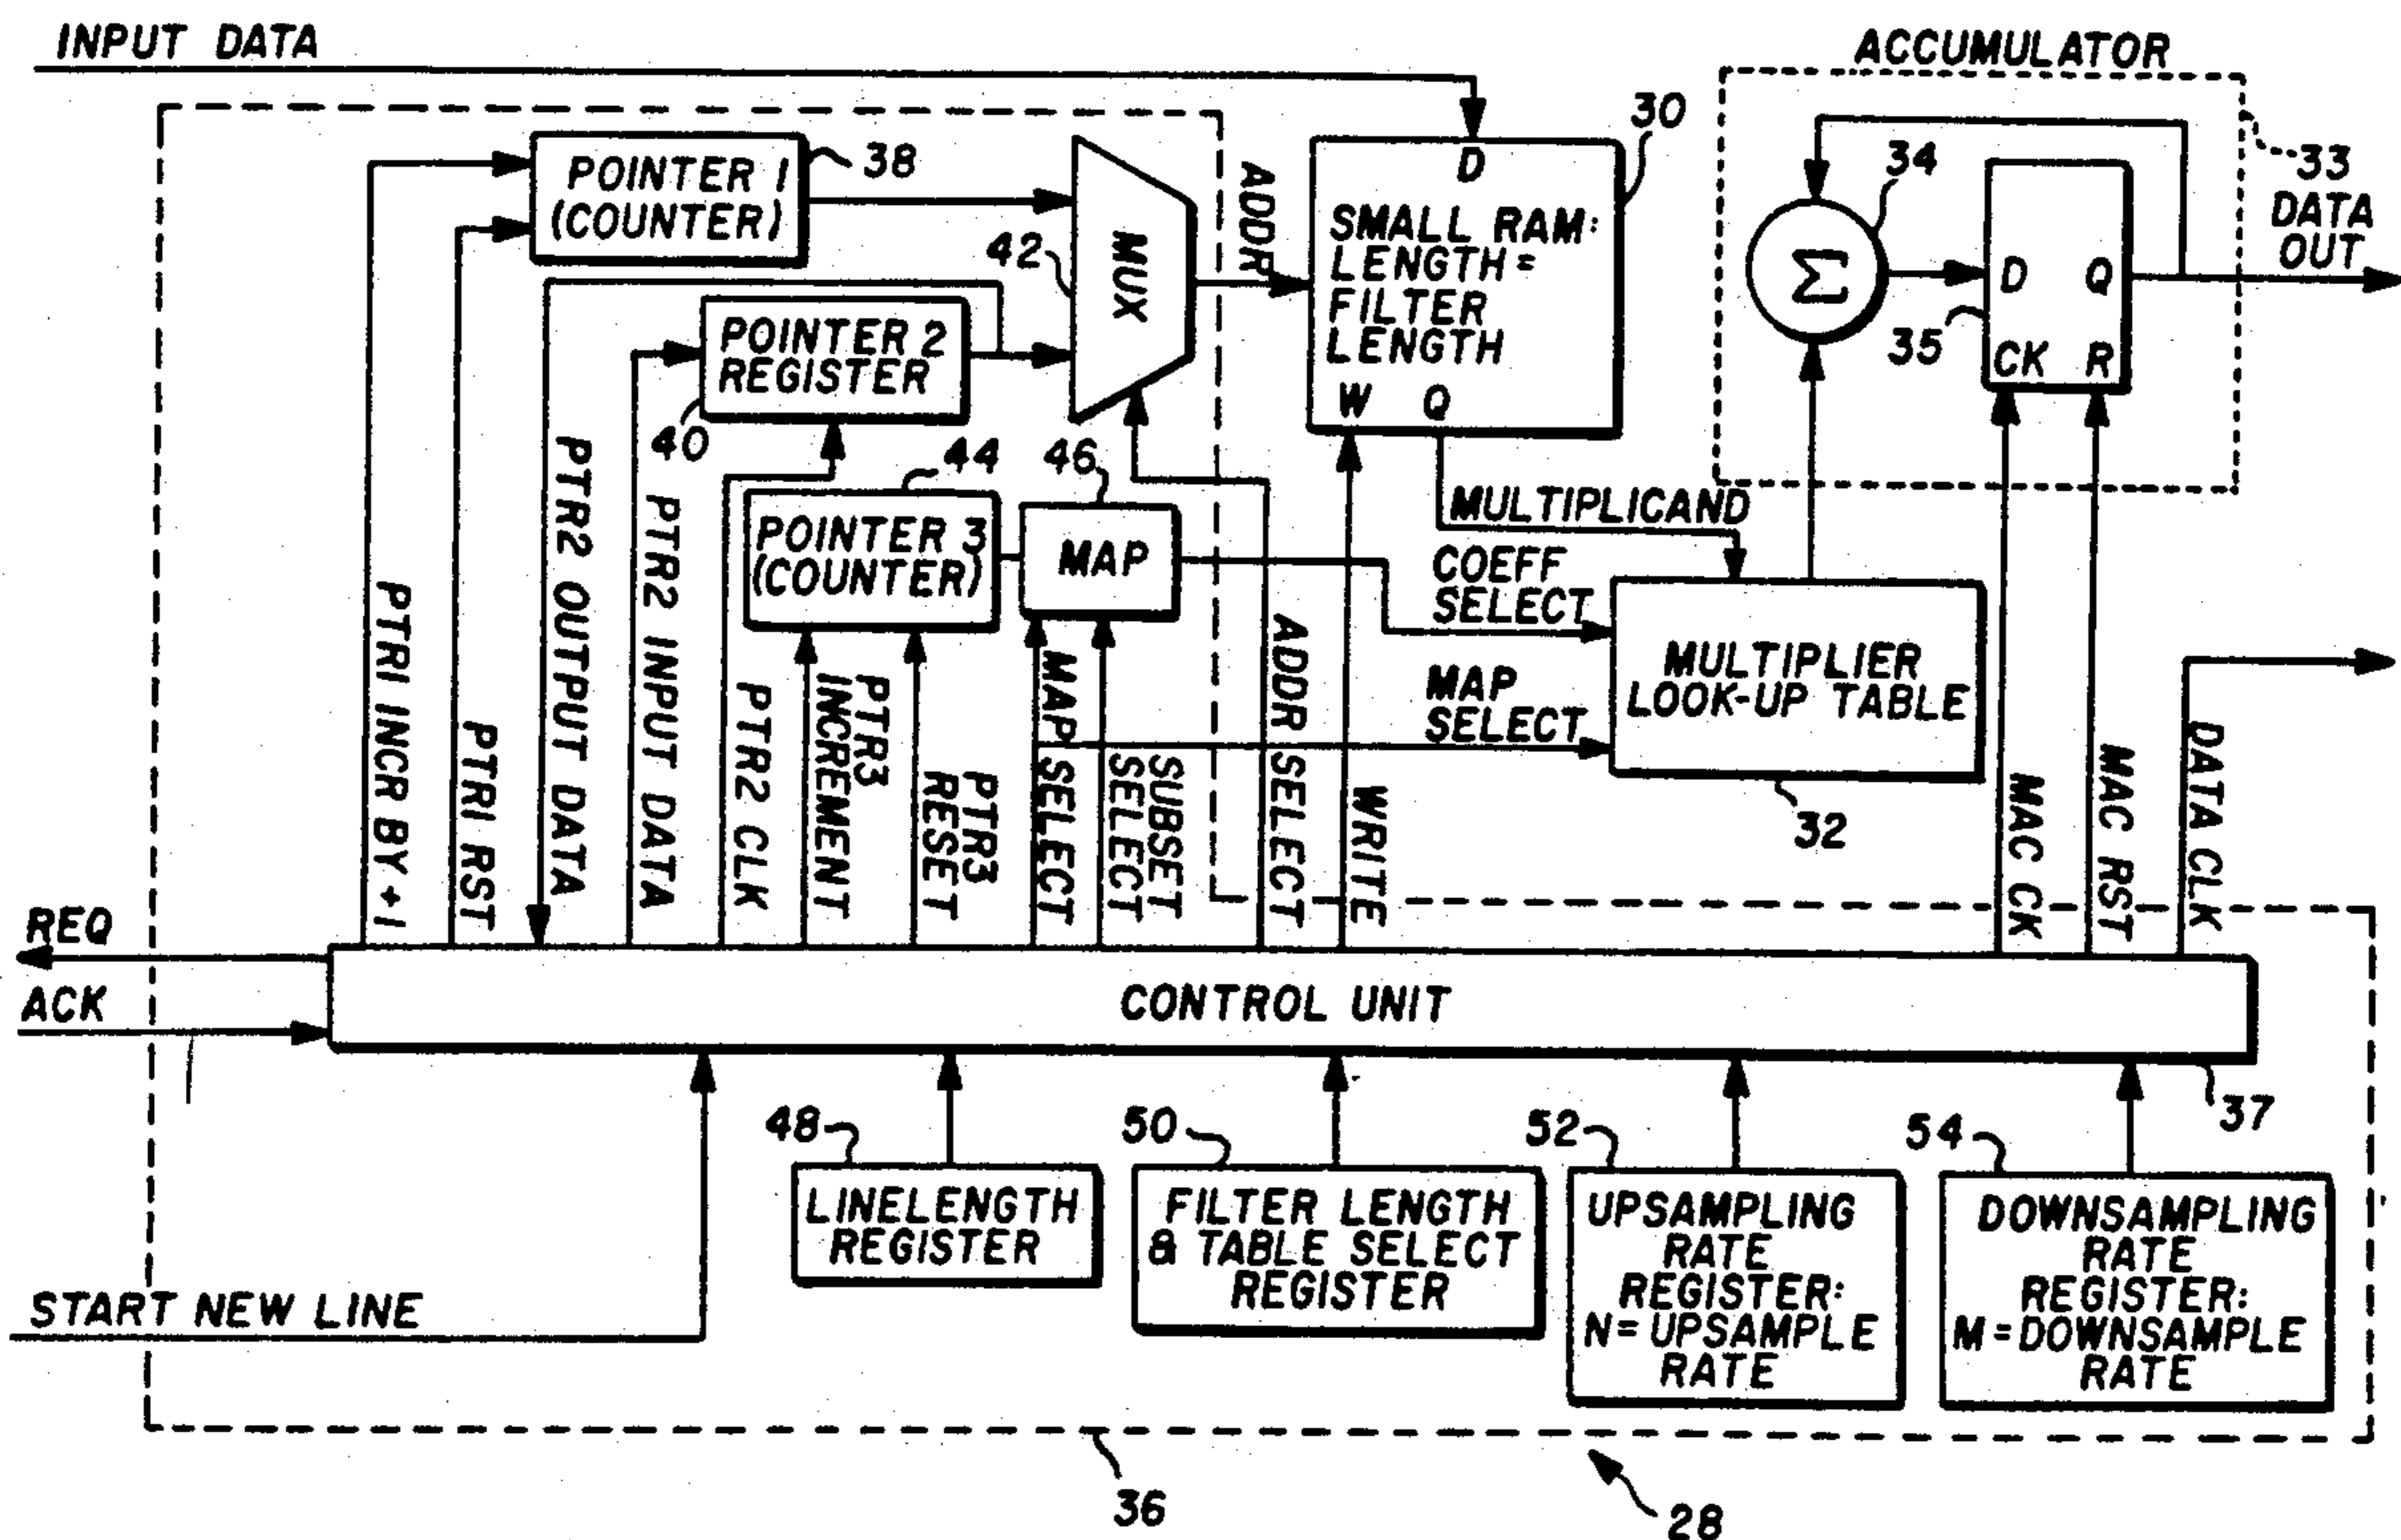 INPUT DATA
ACCUMULATOR
POINTER 1
(COUNTER)
38
MUX
42
ADDR
30
D
SMALL RAM:
LENGTH =
FILTER
LENGTH
W Q
34
Σ
33
DATA
OUT
D Q
35
CK R
POINTER 2
REGISTER
40
44
46
POINTER 3
(COUNTER)
MAP
MULTIPLICAND
COEFF
SELECT
MAP
SELECT
MULTIPLIER
LOOK-UP TABLE
32
PTR1 INCR BY +1
PTR1 RST
PTR2 OUTPUT DATA
PTR2 INPUT DATA
PTR2 CLK
PTR3
INCREMENT
PTR3
RESET
MAP SELECT
SUBSET
SELECT
ADDR SELECT
WRITE
MAC CK
MAC RST
DATA CLK
REQ
ACK
CONTROL UNIT
37
START NEW LINE
48
LINELENGTH
REGISTER
50
FILTER LENGTH
& TABLE SELECT
REGISTER
52
UPSAMPLING
RATE
REGISTER:
N = UPSAMPLE
RATE
54
DOWNSAMPLING
RATE
REGISTER:
M = DOWNSAMPLE
RATE
36
28